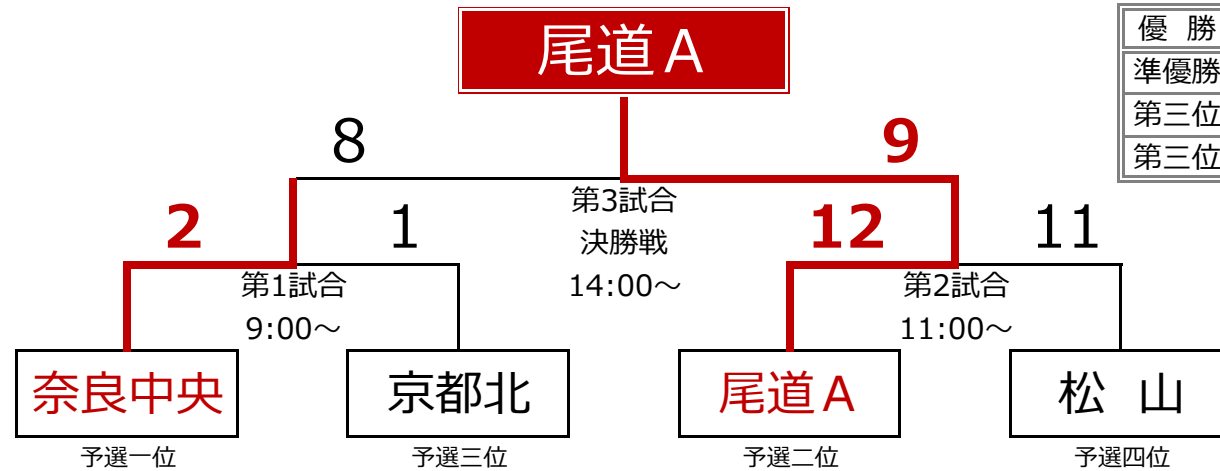 尾道A
優 勝
準優勝
第三位
第三位
8
9
第3試合
決勝戦
14:00～
2
1
12
11
第1試合
9:00～
第2試合
11:00～
奈良中央
京都北
尾道A
松 山
予選一位
予選三位
予選二位
予選四位